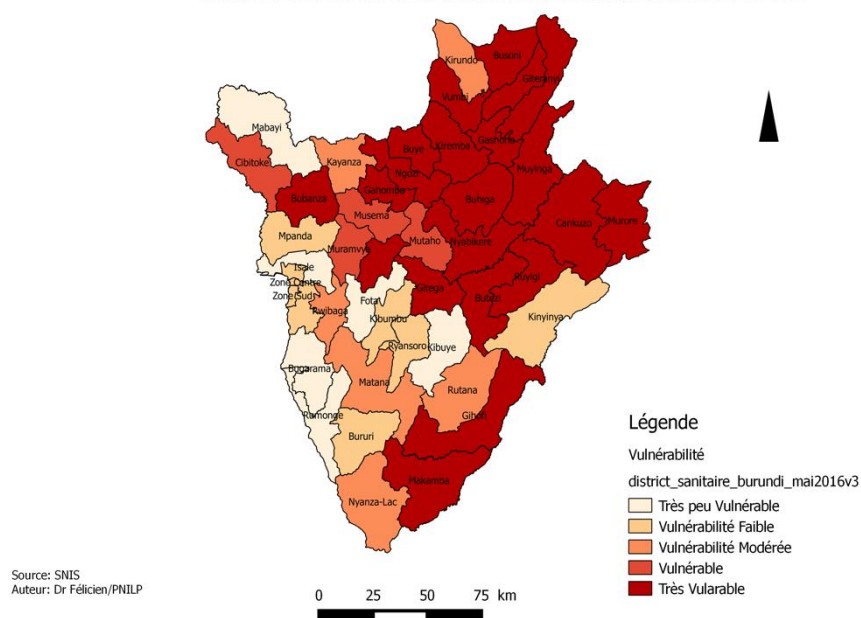 Kirundo
Busoni
Giteranyi
Vumbi
Mabayi
Cibitoke
Kayanza
Buye
Kiremba
Gashoho
Ngozi
Muyinga
Gahombo
Bubanza
Buhiga
Musema
Cankuzo
Murore
Mpanda
Muramvya
Mutaho
Nyabikere
Isale
Zone Centre
Zone Sud
Rwibaga
Fota
Gitega
Butezi
Ruyigi
Kibumbu
Kinyinya
Ryansoro
Kibuye
Bugarama
Matana
Rutana
Rumonge
Gihofi
Bururi
Makamba
Nyanza-Lac
Légende
Vulnérabilité
district_sanitaire_burundi_mai2016v3
Très peu Vulnérable
Vulnérabilité Faible
Vulnérabilité Modérée
Vulnérable
Très Vularable
Source: SNIS
Auteur: Dr Félicien/PNILP
0 25 50 75 km